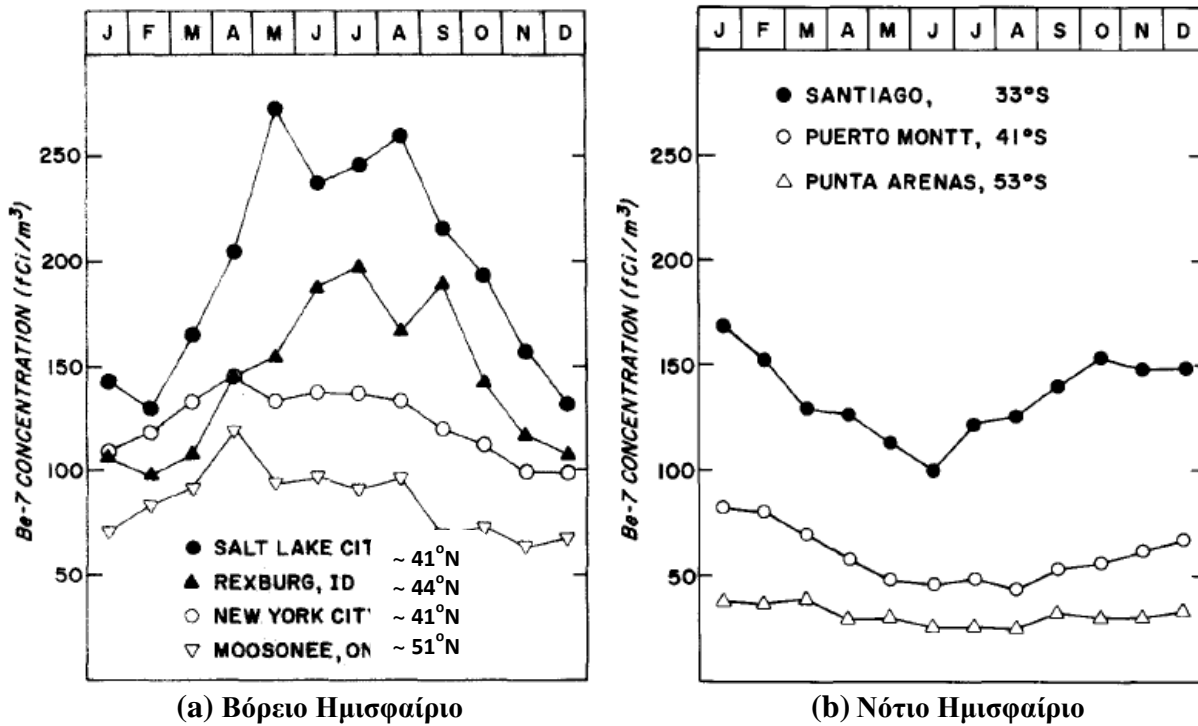 J F M A M J J A S O N D
Be-7 CONCENTRATION (fCi/m³)
250
200
150
100
50
● SALT LAKE CIT ~ 41°N
▲ REXBURG, ID ~ 44°N
○ NEW YORK CITY ~ 41°N
▽ MOOSONEE, ON ~ 51°N
(a) Βόρειο Ημισφαίριο
J F M A M J J A S O N D
Be-7 CONCENTRATION (fCi/m³)
250
200
150
100
50
● SANTIAGO, 33°S
○ PUERTO MONTT, 41°S
△ PUNTA ARENAS, 53°S
(b) Νότιο Ημισφαίριο